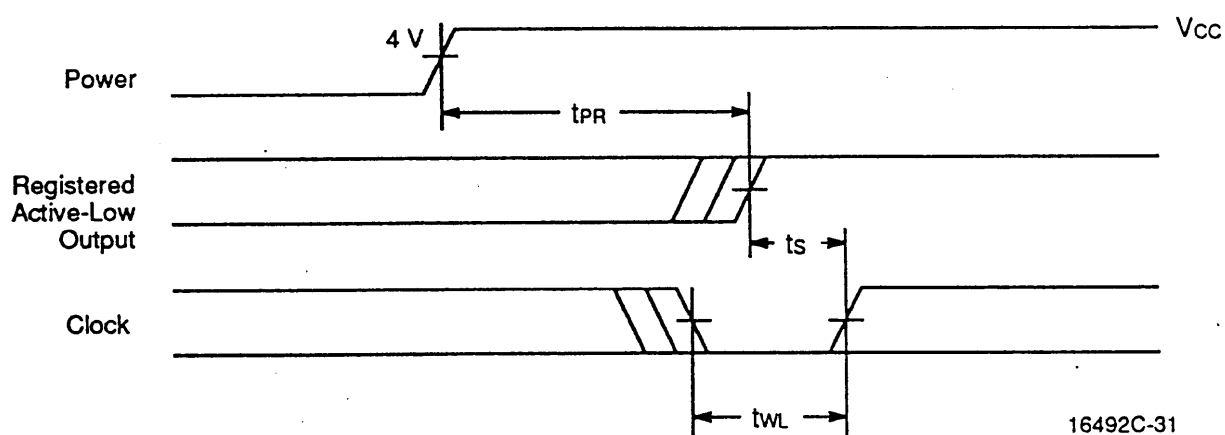 4 V
VCC
Power
tPR
Registered
Active-Low
Output
tS
Clock
tWL
16492C-31